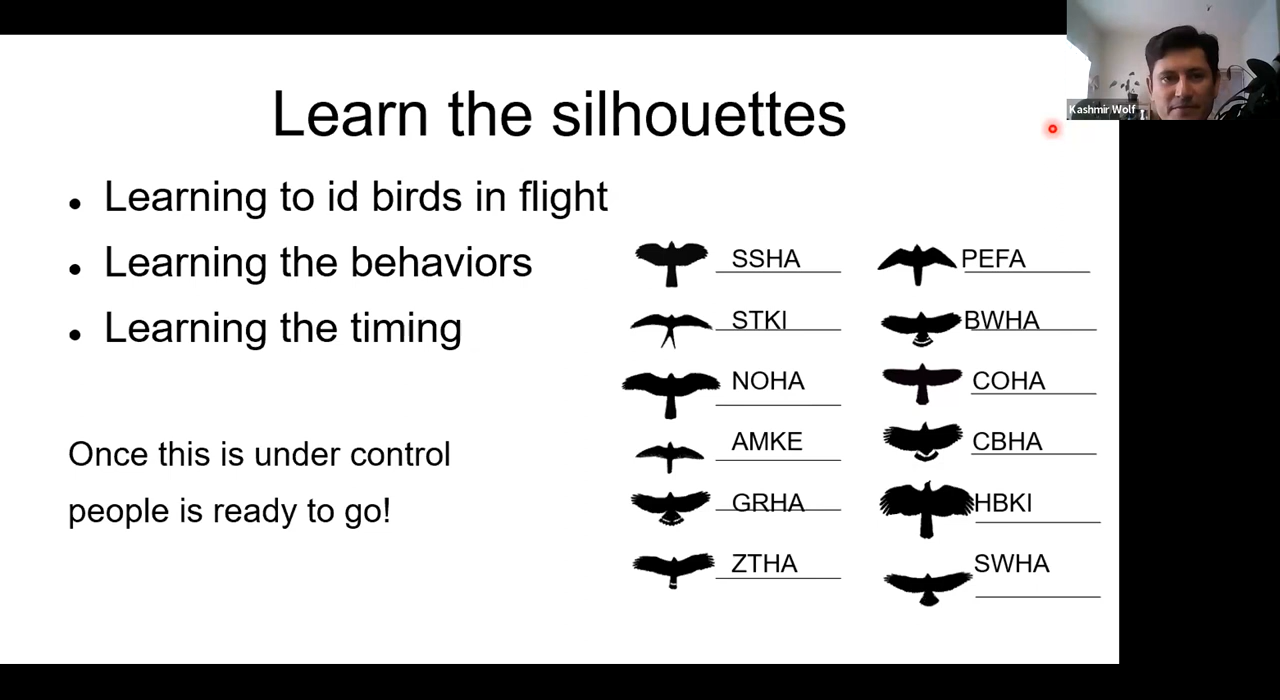 Learn the silhouettes
Kashmir Wolf
• Learning to id birds in flight
• Learning the behaviors
• Learning the timing
Once this is under control
people is ready to go!
SSHA
STKI
NOHA
AMKE
GRHA
ZTHA
PEFA
BWHA
COHA
CBHA
HBKI
SWHA